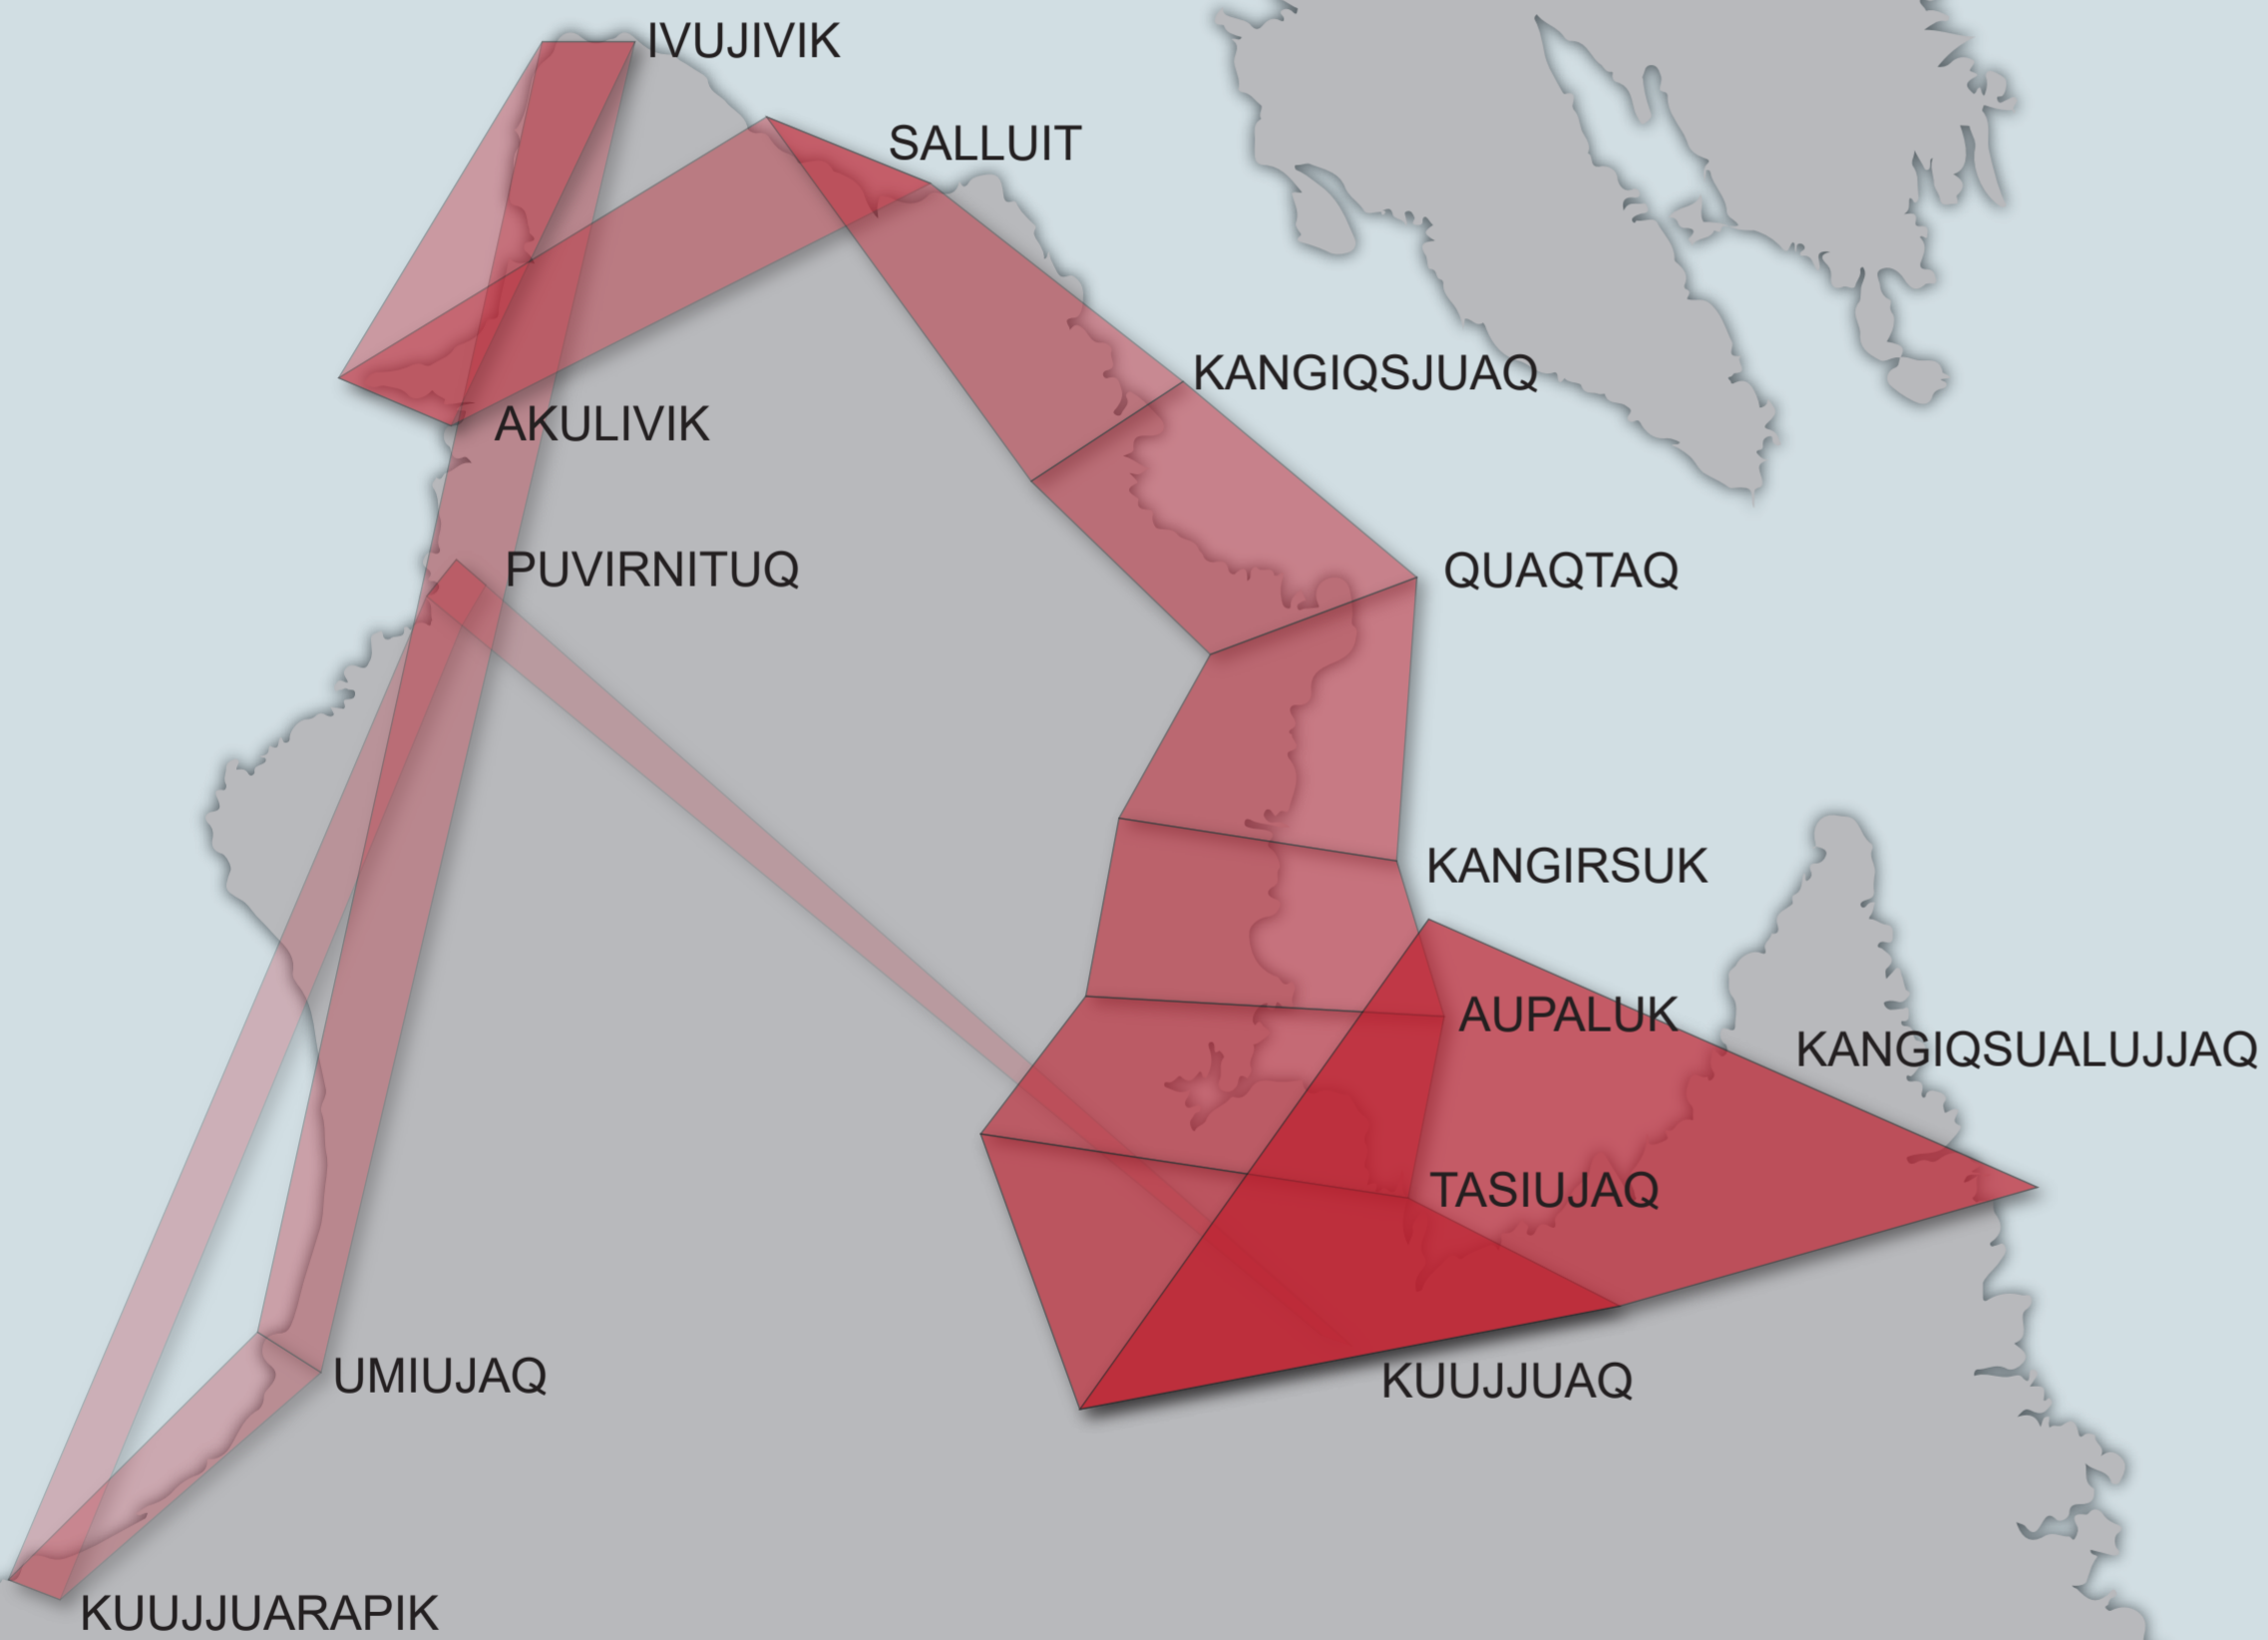 IVUJIVIK
SALLUIT
KANGIQSJUAQ
AKULIVIK
PUVIRNITUQ
QUAQTAQ
KANGIRSUK
AUPALUK
KANGIQSUALUJJAQ
TASIUJAQ
UMIUJAQ
KUUJJUAQ
KUUJJUARAPIK